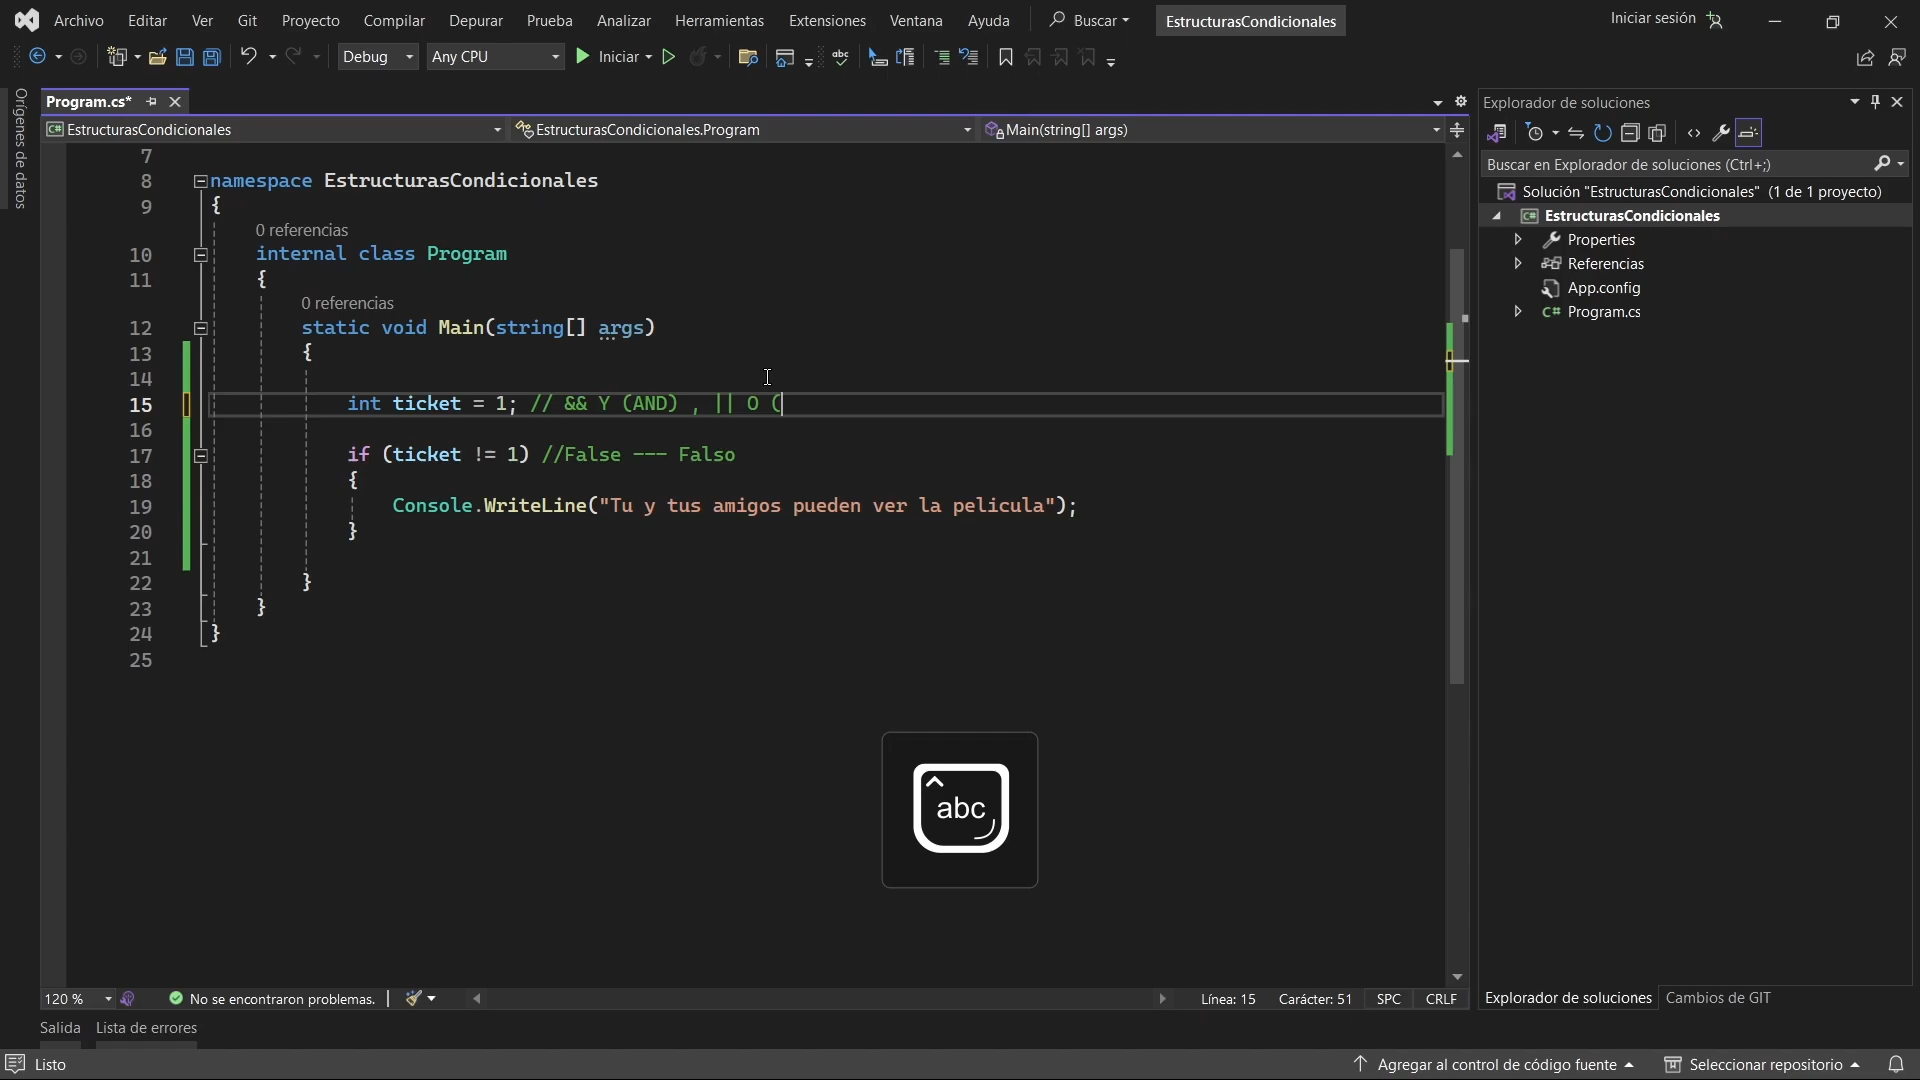 Archivo Editar Ver Git Proyecto Compilar Depurar Prueba Analizar Herramientas Extensiones Ventana Ayuda Buscar EstructurasCondicionales Iniciar sesión
Debug Any CPU Iniciar abc
Orígenes de datos
Program.cs*
EstructurasCondicionales EstructurasCondicionales.Program Main(string[] args)
7
8 namespace EstructurasCondicionales
9 {
0 referencias
10 internal class Program
11 {
0 referencias
12 static void Main(string[] args)
13 {
14
15 int ticket = 1; // && Y (AND) , || O (
16
17 if (ticket != 1) //False --- Falso
18 {
19 Console.WriteLine("Tu y tus amigos pueden ver la pelicula");
20 }
21
22 }
23 }
24 }
25
abc
120 % No se encontraron problemas. Línea: 15 Carácter: 51 SPC CRLF
Explorador de soluciones
Buscar en Explorador de soluciones (Ctrl+;)
Solución "EstructurasCondicionales" (1 de 1 proyecto)
C# EstructurasCondicionales
Properties
Referencias
App.config
C# Program.cs
Explorador de soluciones Cambios de GIT
Salida Lista de errores
Listo Agregar al control de código fuente Seleccionar repositorio